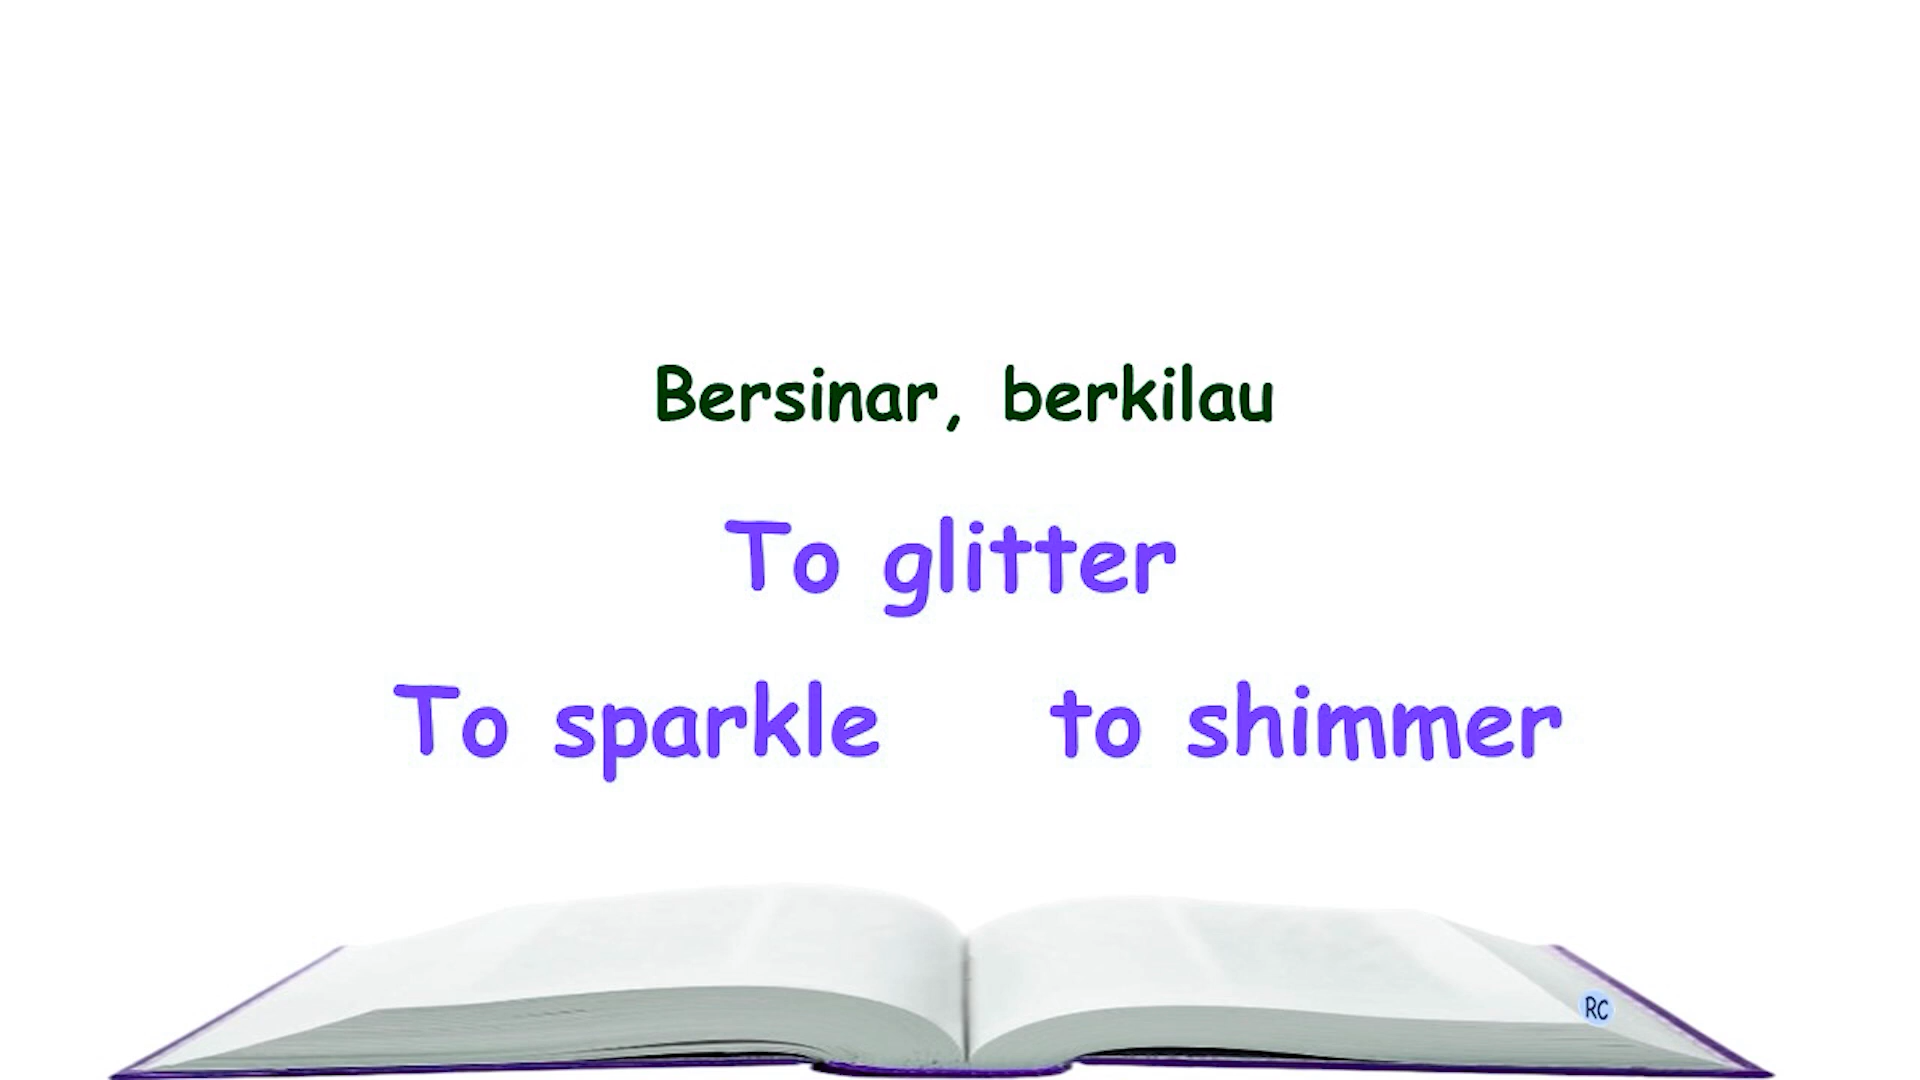 Bersinar, berkilau
To glitter
To sparkle to shimmer
RC